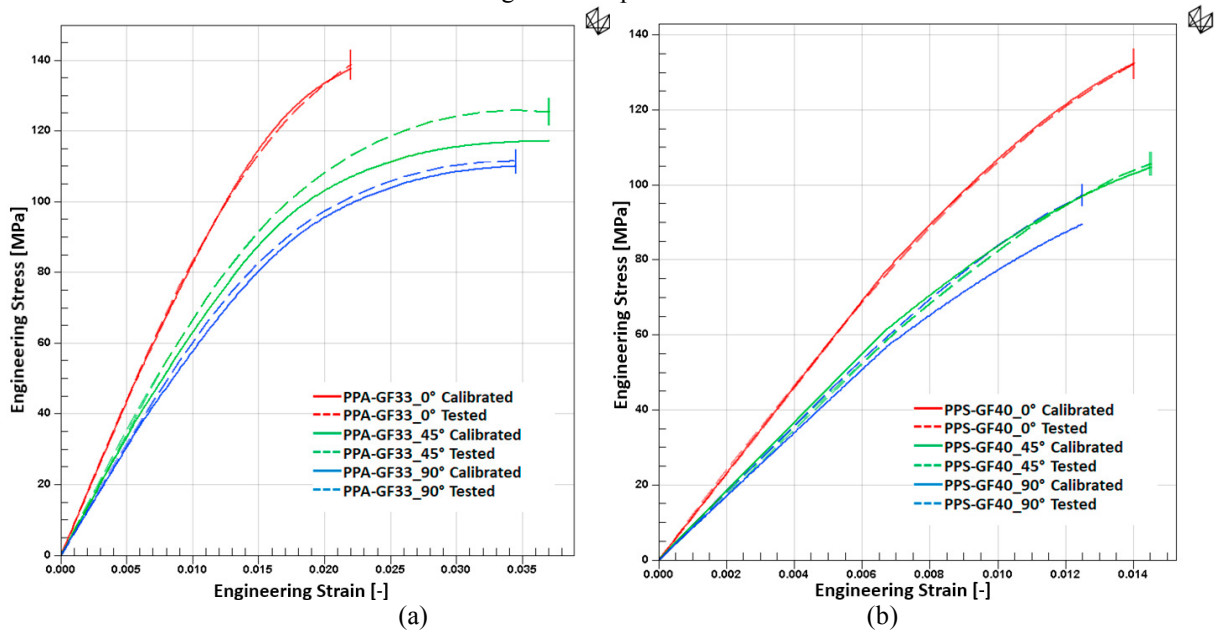 Engineering Stress [MPa]
140
120
100
80
60
40
20
0
PPA-GF33_0° Calibrated
PPA-GF33_0° Tested
PPA-GF33_45° Calibrated
PPA-GF33_45° Tested
PPA-GF33_90° Calibrated
PPA-GF33_90° Tested
0.000 0.005 0.010 0.015 0.020 0.025 0.030 0.035
Engineering Strain [-]
(a)
Engineering Stress [MPa]
140
120
100
80
60
40
20
0
PPS-GF40_0° Calibrated
PPS-GF40_0° Tested
PPS-GF40_45° Calibrated
PPS-GF40_45° Tested
PPS-GF40_90° Calibrated
PPS-GF40_90° Tested
0.000 0.002 0.004 0.006 0.008 0.010 0.012 0.014
Engineering Strain [-]
(b)